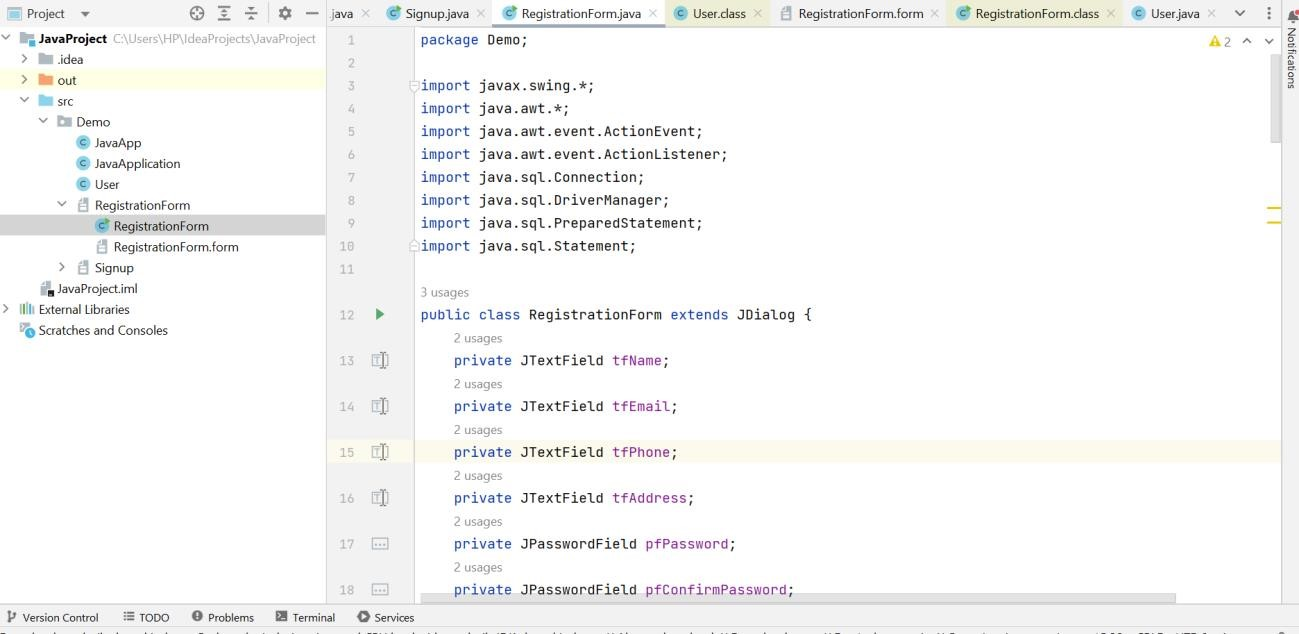 Project
.java
Signup.java
RegistrationForm.java
User.class
RegistrationForm.form
RegistrationForm.class
User.java
JavaProject C:\Users\HP\IdeaProjects\JavaProject
.idea
out
src
Demo
JavaApp
JavaApplication
User
RegistrationForm
RegistrationForm
RegistrationForm.form
Signup
JavaProject.iml
External Libraries
Scratches and Consoles
1 package Demo;
2
3 import javax.swing.*;
4 import java.awt.*;
5 import java.awt.event.ActionEvent;
6 import java.awt.event.ActionListener;
7 import java.sql.Connection;
8 import java.sql.DriverManager;
9 import java.sql.PreparedStatement;
10 import java.sql.Statement;
11
3 usages
12 public class RegistrationForm extends JDialog {
2 usages
13 private JTextField tfName;
2 usages
14 private JTextField tfEmail;
2 usages
15 private JTextField tfPhone;
2 usages
16 private JTextField tfAddress;
2 usages
17 private JPasswordField pfPassword;
2 usages
18 private JPasswordField pfConfirmPassword;
2
Notifications
Version Control
TODO
Problems
Terminal
Services